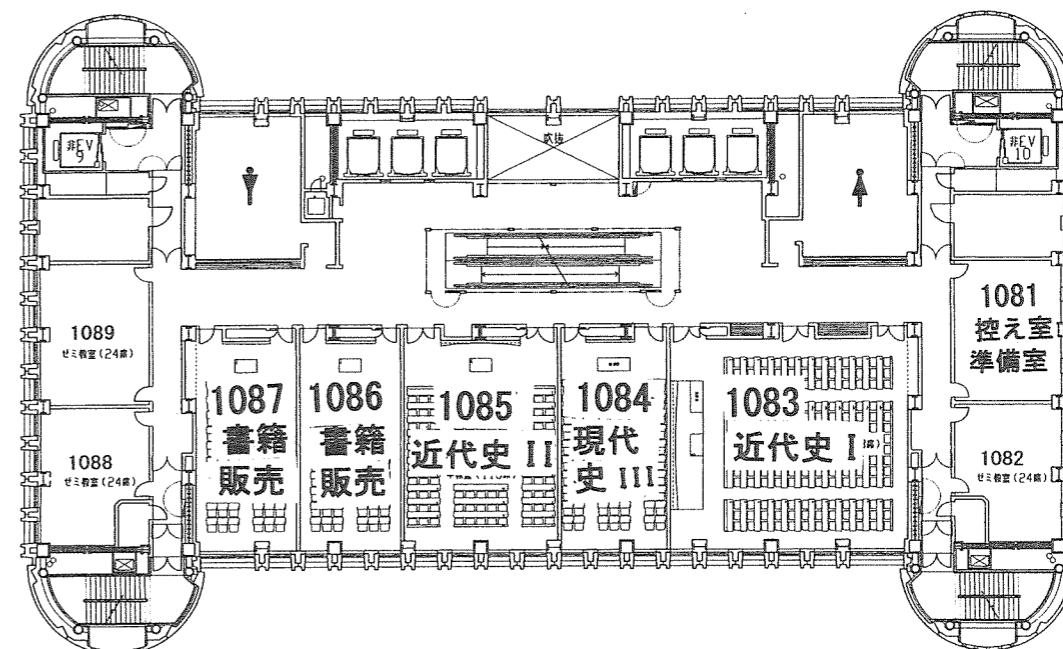 吹抜
非EV
9
非EV
10
1089
ゼミ教室(24席)
1088
ゼミ教室(24席)
1087
書籍
販売
1086
書籍
販売
1085
近代史 II
1084
現代
史 III
1083
近代史 I
席)
1081
控え室
準備室
1082
ゼミ教室(24席)